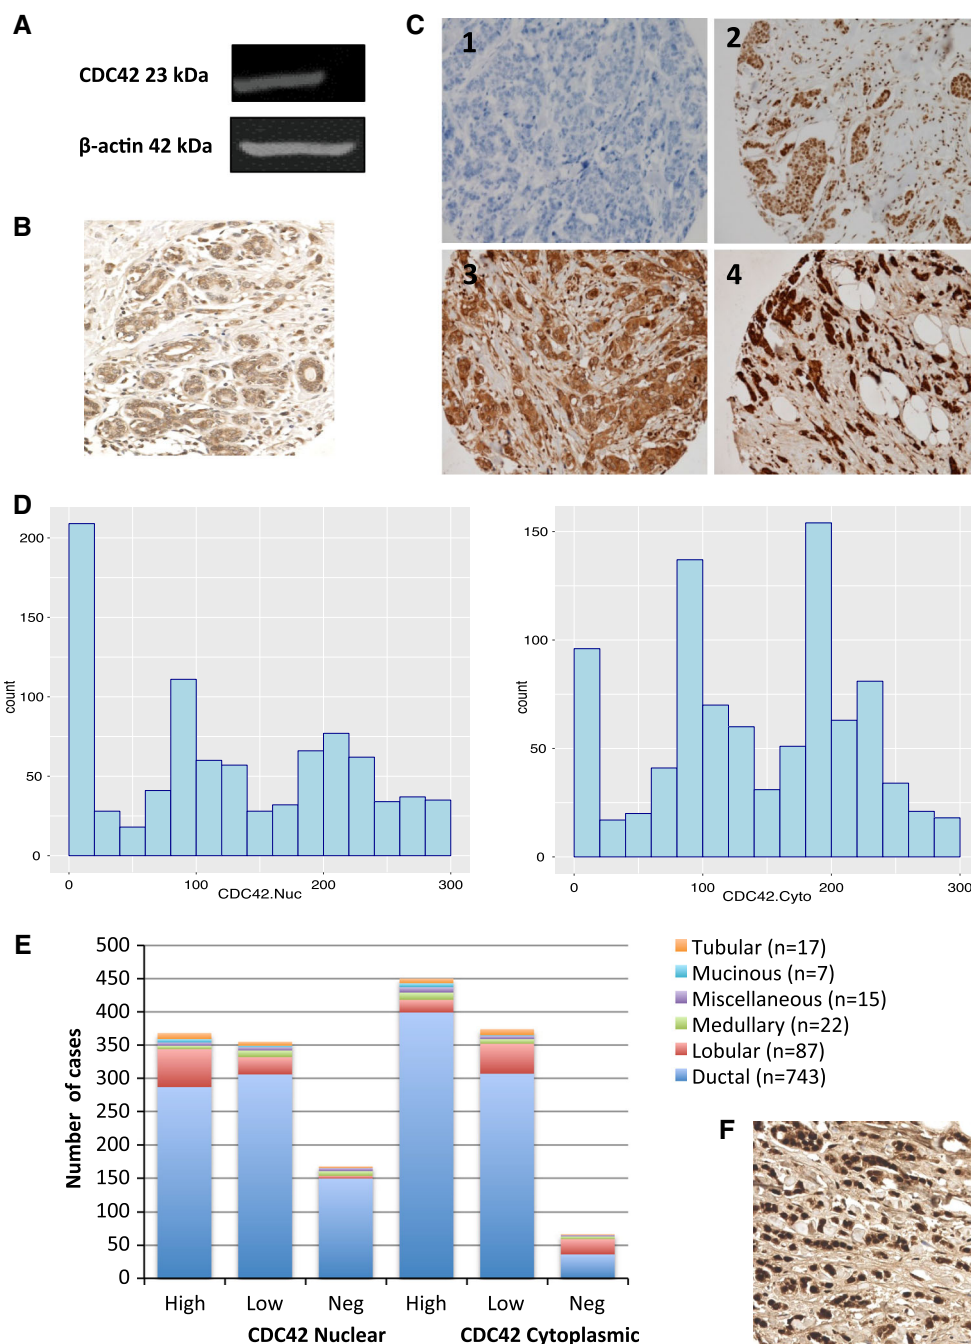 A
CDC42 23 kDa
β-actin 42 kDa
B
C
1
2
3
4
D
200
150
100
50
0
count
0
100
200
300
CDC42.Nuc
150
100
50
0
count
0
100
200
300
CDC42.Cyto
E
500
450
400
350
300
250
200
150
100
50
0
Number of cases
High
Low
Neg
High
Low
Neg
CDC42 Nuclear
CDC42 Cytoplasmic
Tubular (n=17)
Mucinous (n=7)
Miscellaneous (n=15)
Medullary (n=22)
Lobular (n=87)
Ductal (n=743)
F